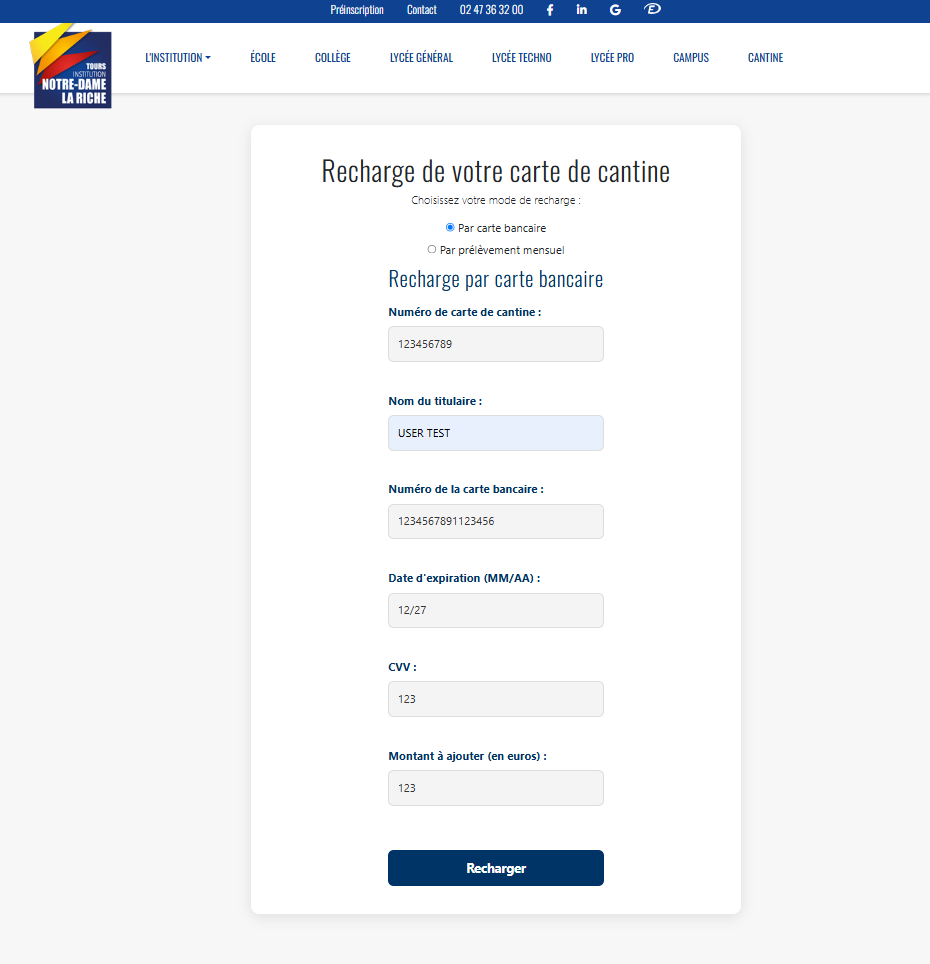 Préinscription Contact 02 47 36 32 00
TOURS
INSTITUTION
NOTRE-DAME
LA RICHE
L'INSTITUTION ÉCOLE COLLÈGE LYCÉE GÉNÉRAL LYCÉE TECHNO LYCÉE PRO CAMPUS CANTINE
Recharge de votre carte de cantine
Choisissez votre mode de recharge :
Par carte bancaire
Par prélèvement mensuel
Recharge par carte bancaire
Numéro de carte de cantine :
123456789
Nom du titulaire :
USER TEST
Numéro de la carte bancaire :
1234567891123456
Date d'expiration (MM/AA) :
12/27
CVV :
123
Montant à ajouter (en euros) :
123
Recharger